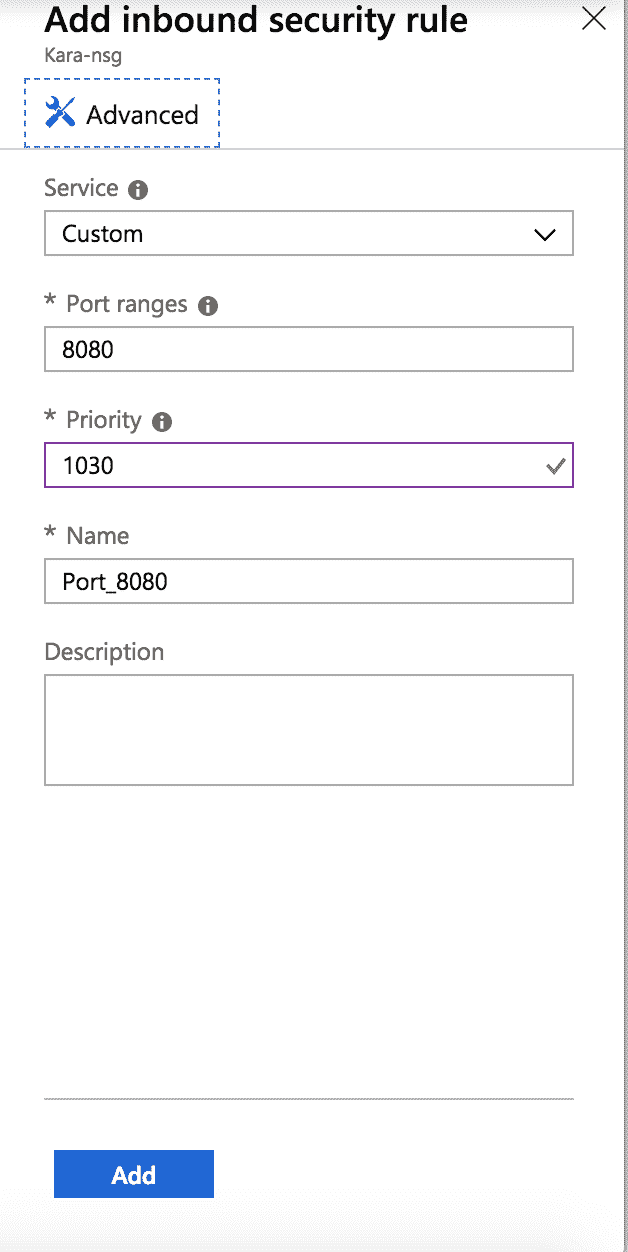 Add inbound security rule
Kara-nsg
Advanced
Service
Custom
* Port ranges
8080
* Priority
1030
* Name
Port_8080
Description
Add